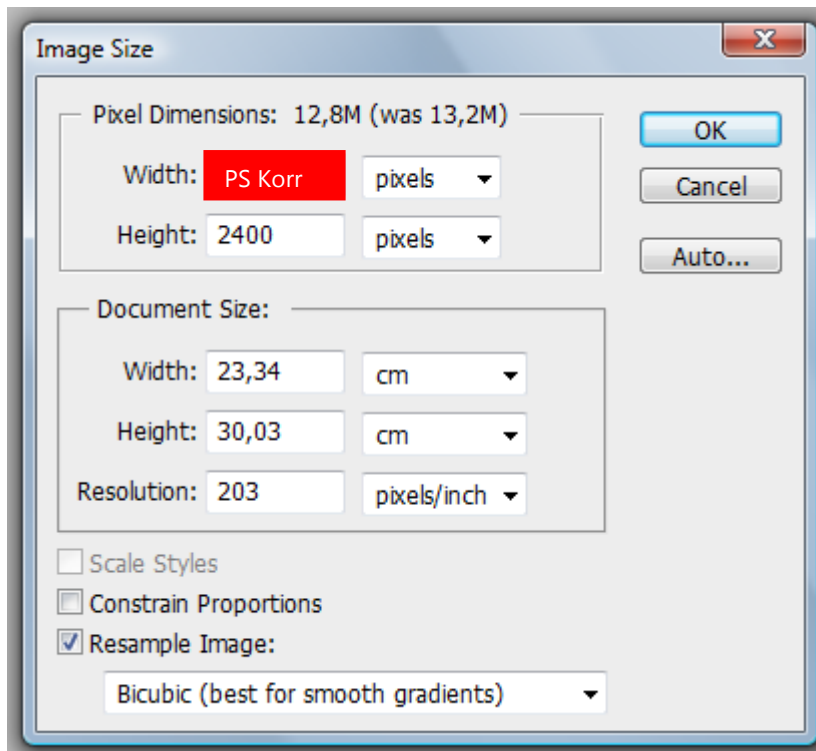 Image Size
Pixel Dimensions: 12,8M (was 13,2M)
Width: PS Korr pixels
Height: 2400 pixels
Document Size:
Width: 23,34 cm
Height: 30,03 cm
Resolution: 203 pixels/inch
Scale Styles
Constrain Proportions
Resample Image:
Bicubic (best for smooth gradients)
OK
Cancel
Auto...